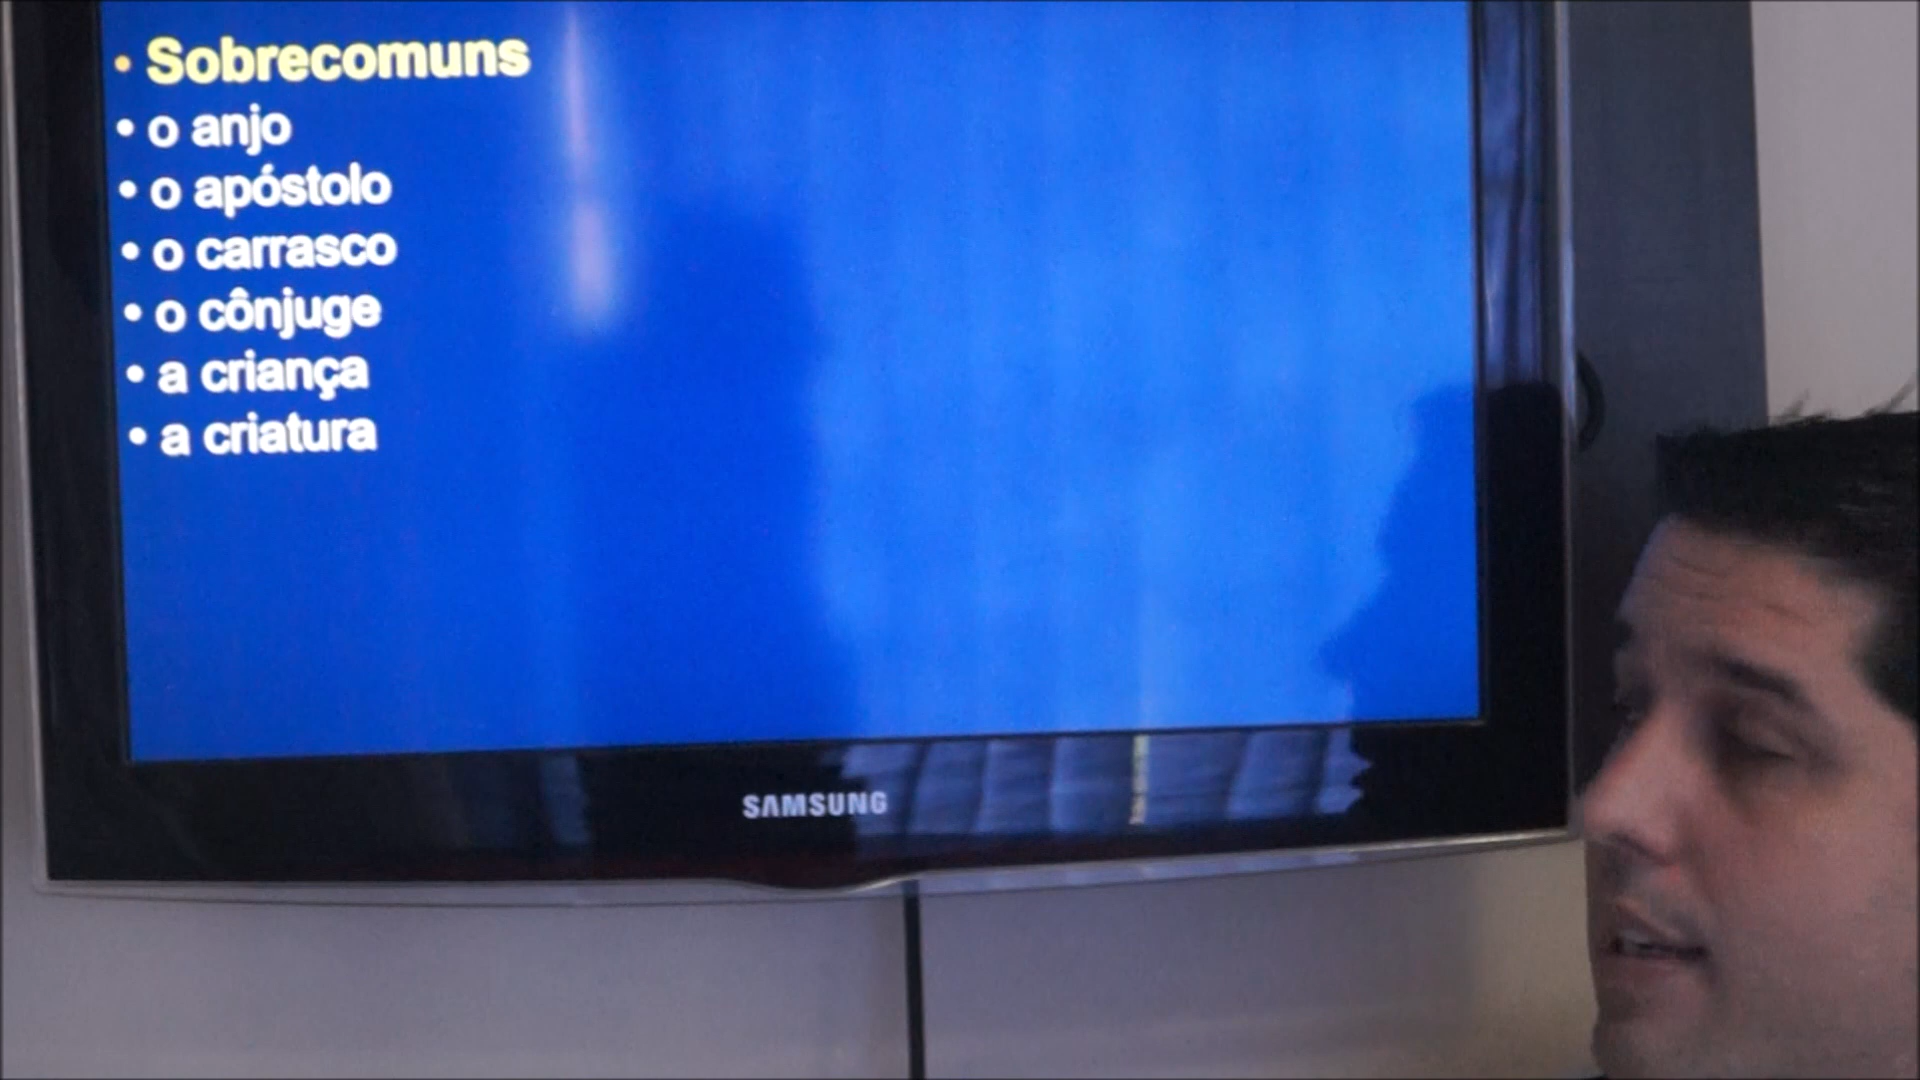 • Sobrecomuns
• o anjo
• o apóstolo
• o carrasco
• o cônjuge
• a criança
• a criatura
SAMSUNG